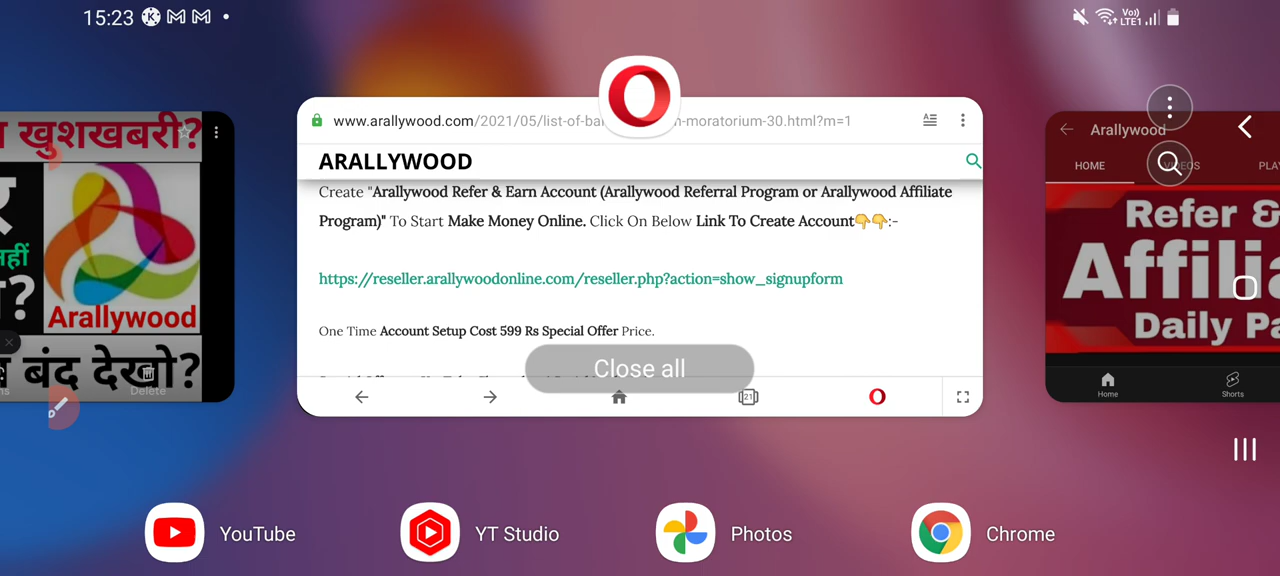 15:23
Vo))
LTE1
खुशखबरी?
Arallywood
बंद देखो?
Delete
www.arallywood.com/2021/05/list-of-ba
n-moratorium-30.html?m=1
ARALLYWOOD
Create "Arallywood Refer & Earn Account (Arallywood Referral Program or Arallywood Affiliate
Program)" To Start Make Money Online. Click On Below Link To Create Account👇👇:-
https://reseller.arallywoodonline.com/reseller.php?action=show_signupform
One Time Account Setup Cost 599 Rs Special Offer Price.
Close all
21
Arallywood
HOME
VIDEOS
PLA
Refer &
Affilia
Daily Pa
Home
Shorts
YouTube
YT Studio
Photos
Chrome